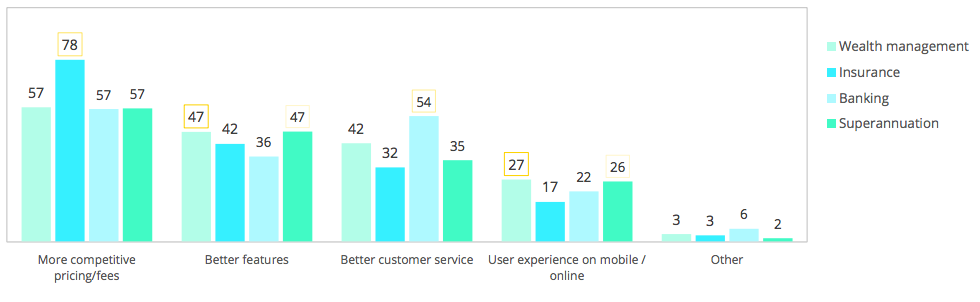 78
57
57
57
47
42
36
47
42
32
54
35
27
17
22
26
3
3
6
2
More competitive
pricing/fees
Better features
Better customer service
User experience on mobile /
online
Other
Wealth management
Insurance
Banking
Superannuation